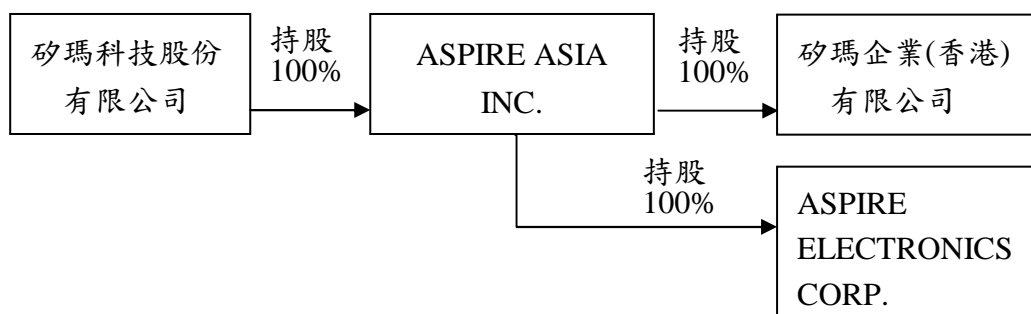 矽瑪科技股份
有限公司
持股
100%
ASPIRE ASIA
INC.
持股
100%
矽瑪企業(香港)
有限公司
持股
100%
ASPIRE
ELECTRONICS
CORP.